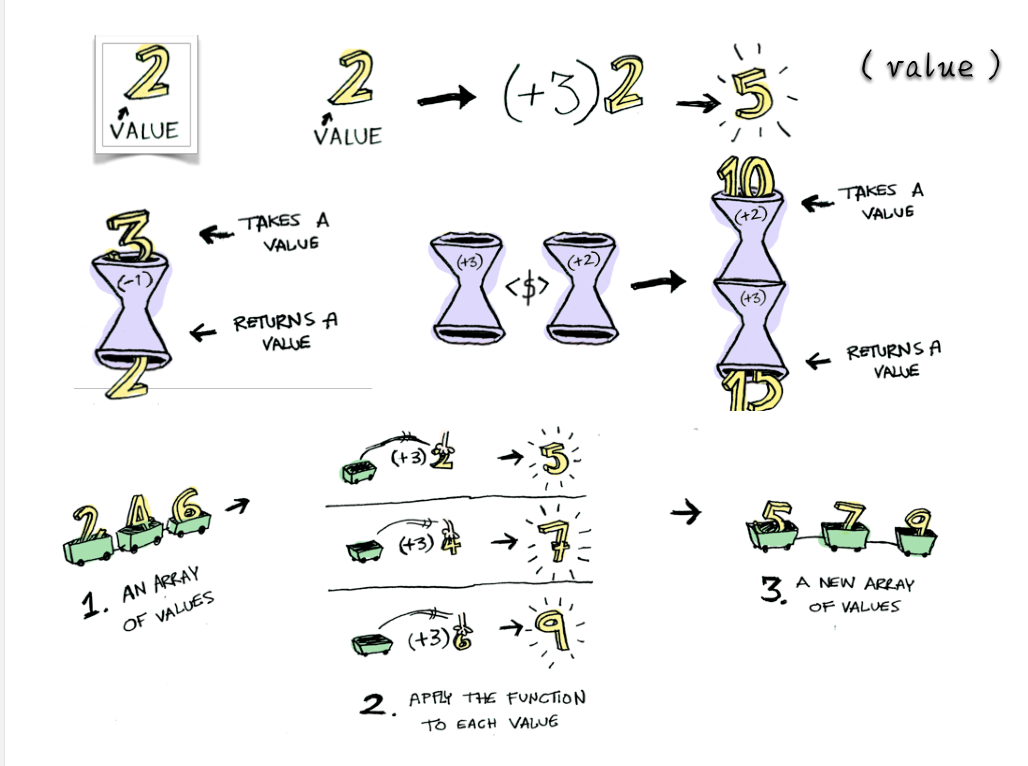 2
VALUE
2
VALUE
(+3) 2
5
( value )
3
(-1)
2
TAKES A
VALUE
RETURNS A
VALUE
(+3)
<$>
(+2)
10
(+2)
(+3)
15
TAKES A
VALUE
RETURNS A
VALUE
2 4 6
1. AN ARRAY
OF VALUES
(+3) 2
5
(+3) 4
7
(+3) 6
9
2. APPLY THE FUNCTION
TO EACH VALUE
5 7 9
3. A NEW ARRAY
OF VALUES